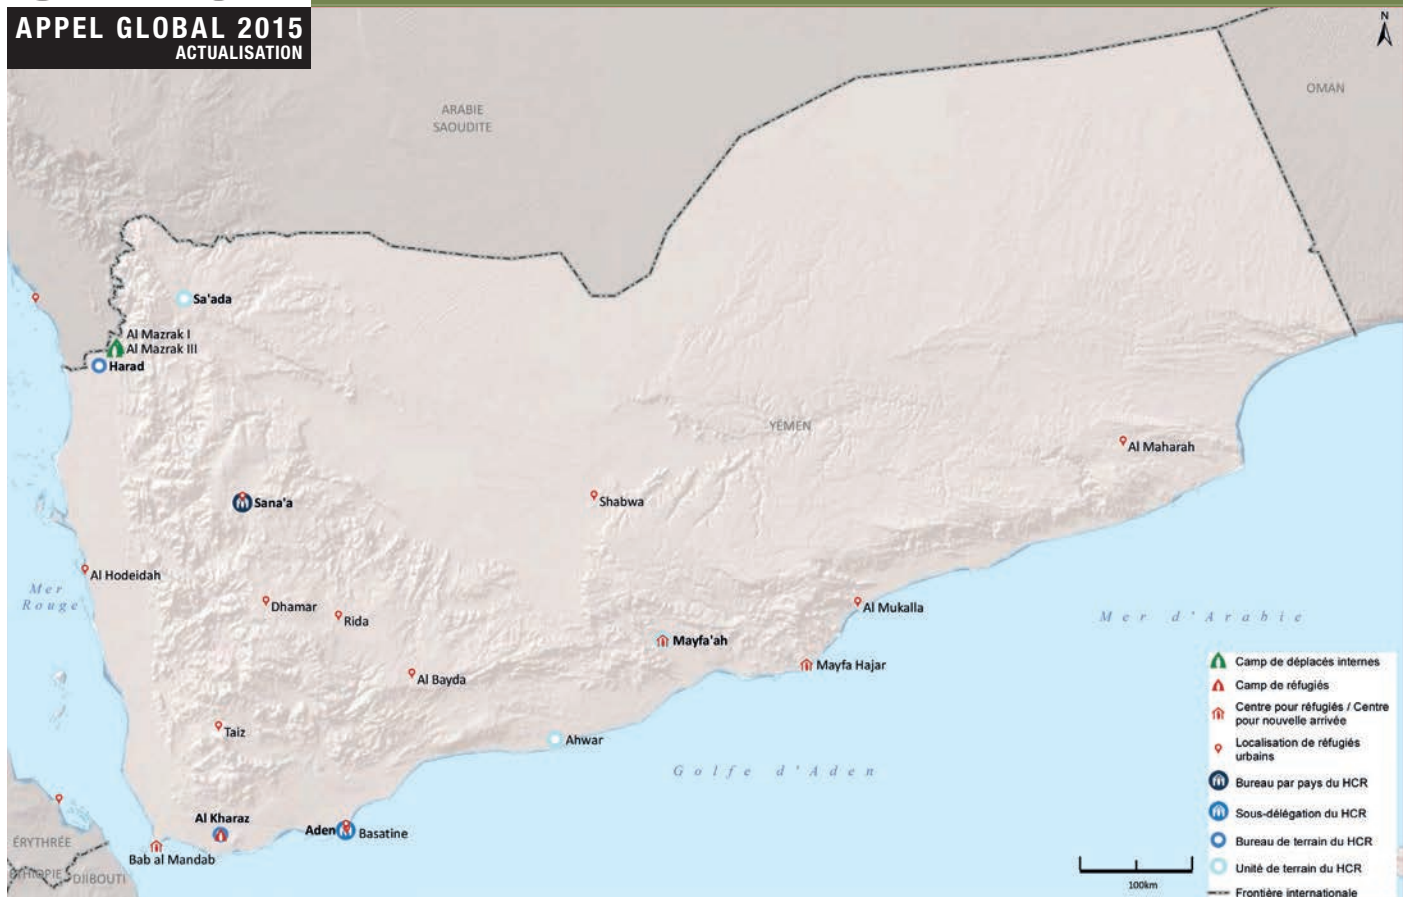 APPEL GLOBAL 2015
ACTUALISATION
N
OMAN
ARABIE
SAOUDITE
Sa'ada
Al Mazrak I
Al Mazrak III
Harad
YÉMEN
Al Maharah
Sana'a
Shabwa
Al Hodeidah
Mer
Rouge
Dhamar
Rida
Al Mukalla
Mer d'Arabie
Mayfa'ah
Mayfa Hajar
Al Bayda
Taiz
Ahwar
Golfe d'Aden
Al Kharaz
Aden
Basatine
Bab al Mandab
ÉRYTHRÉE
ÉTHIOPIE
DJIBOUTI
Camp de déplacés internes
Camp de réfugiés
Centre pour réfugiés / Centre
pour nouvelle arrivée
Localisation de réfugiés
urbains
Bureau par pays du HCR
Sous-délégation du HCR
Bureau de terrain du HCR
Unité de terrain du HCR
Frontière internationale
100km